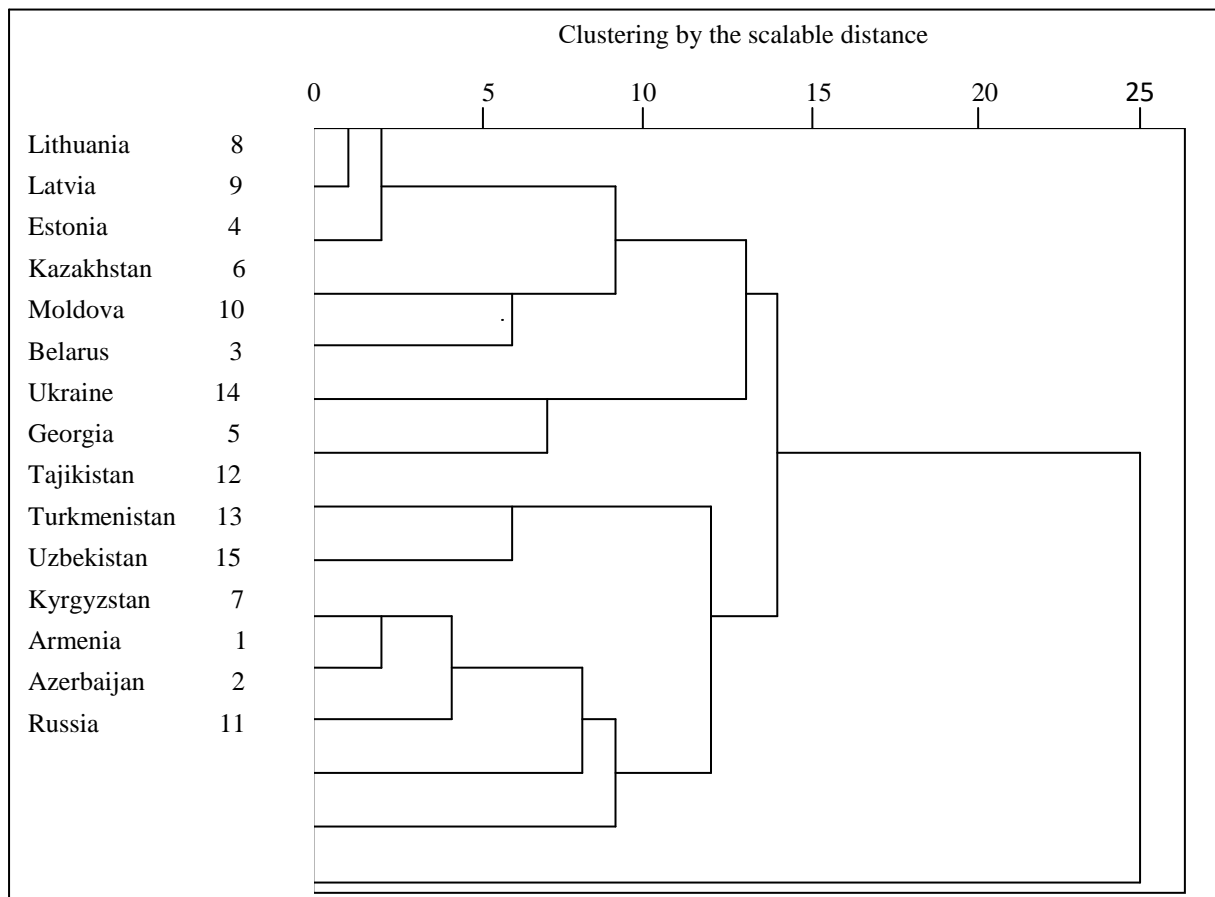 Clustering by the scalable distance
0 5 10 15 20 25
Lithuania 8
Latvia 9
Estonia 4
Kazakhstan 6
Moldova 10
Belarus 3
Ukraine 14
Georgia 5
Tajikistan 12
Turkmenistan 13
Uzbekistan 15
Kyrgyzstan 7
Armenia 1
Azerbaijan 2
Russia 11